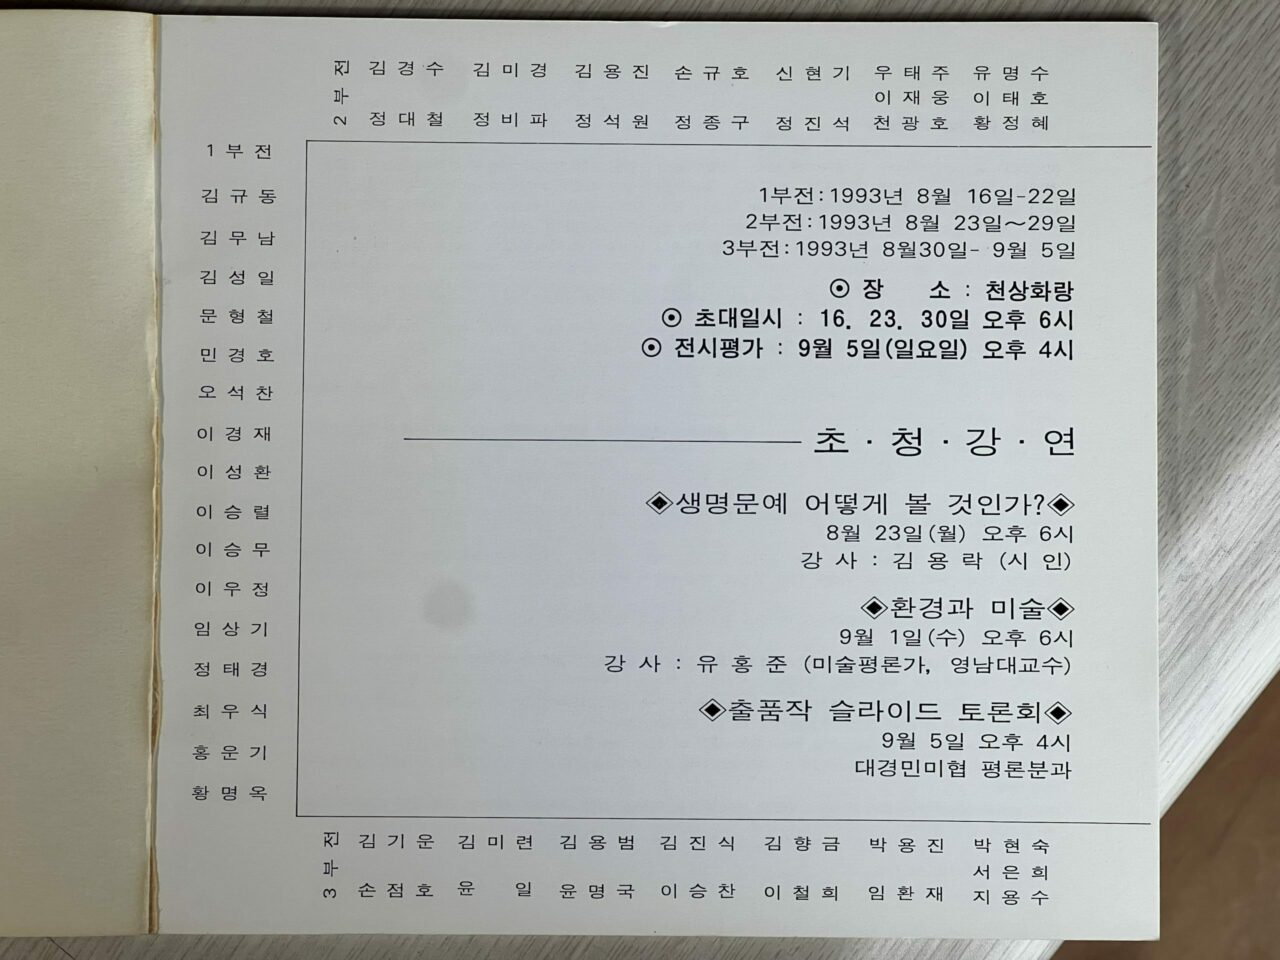 2부전
김경수 김미경 김용진 손규호 신현기 우태주 유명수
이재웅 이태호
정대철 정비파 정석원 정종구 정진석 천광호 황정혜
1부전
김규동
김무남
김성일
문형철
민경호
오석찬
이경재
이성환
이승렬
이승무
이우정
임상기
정태경
최우식
홍운기
황명옥
1부전:1993년 8월 16일-22일
2부전:1993년 8월 23일~29일
3부전:1993년 8월30일- 9월 5일
⊙ 장 소 : 천상화랑
⊙ 초대일시 : 16. 23. 30일 오후 6시
⊙ 전시평가 : 9월 5일(일요일) 오후 4시
초·청·강·연
◈생명문예 어떻게 볼 것인가?◈
8월 23일(월) 오후 6시
강 사 : 김 용 락 (시 인)
◈환경과 미술◈
9월 1일(수) 오후 6시
강 사 : 유 홍 준 (미술평론가, 영남대교수)
◈출품작 슬라이드 토론회◈
9월 5일 오후 4시
대경민미협 평론분과
3부전
김기운 김미련 김용범 김진식 김향금 박용진 박현숙
서은희
손점호 윤 일 윤명국 이승찬 이철희 임환재 지용수